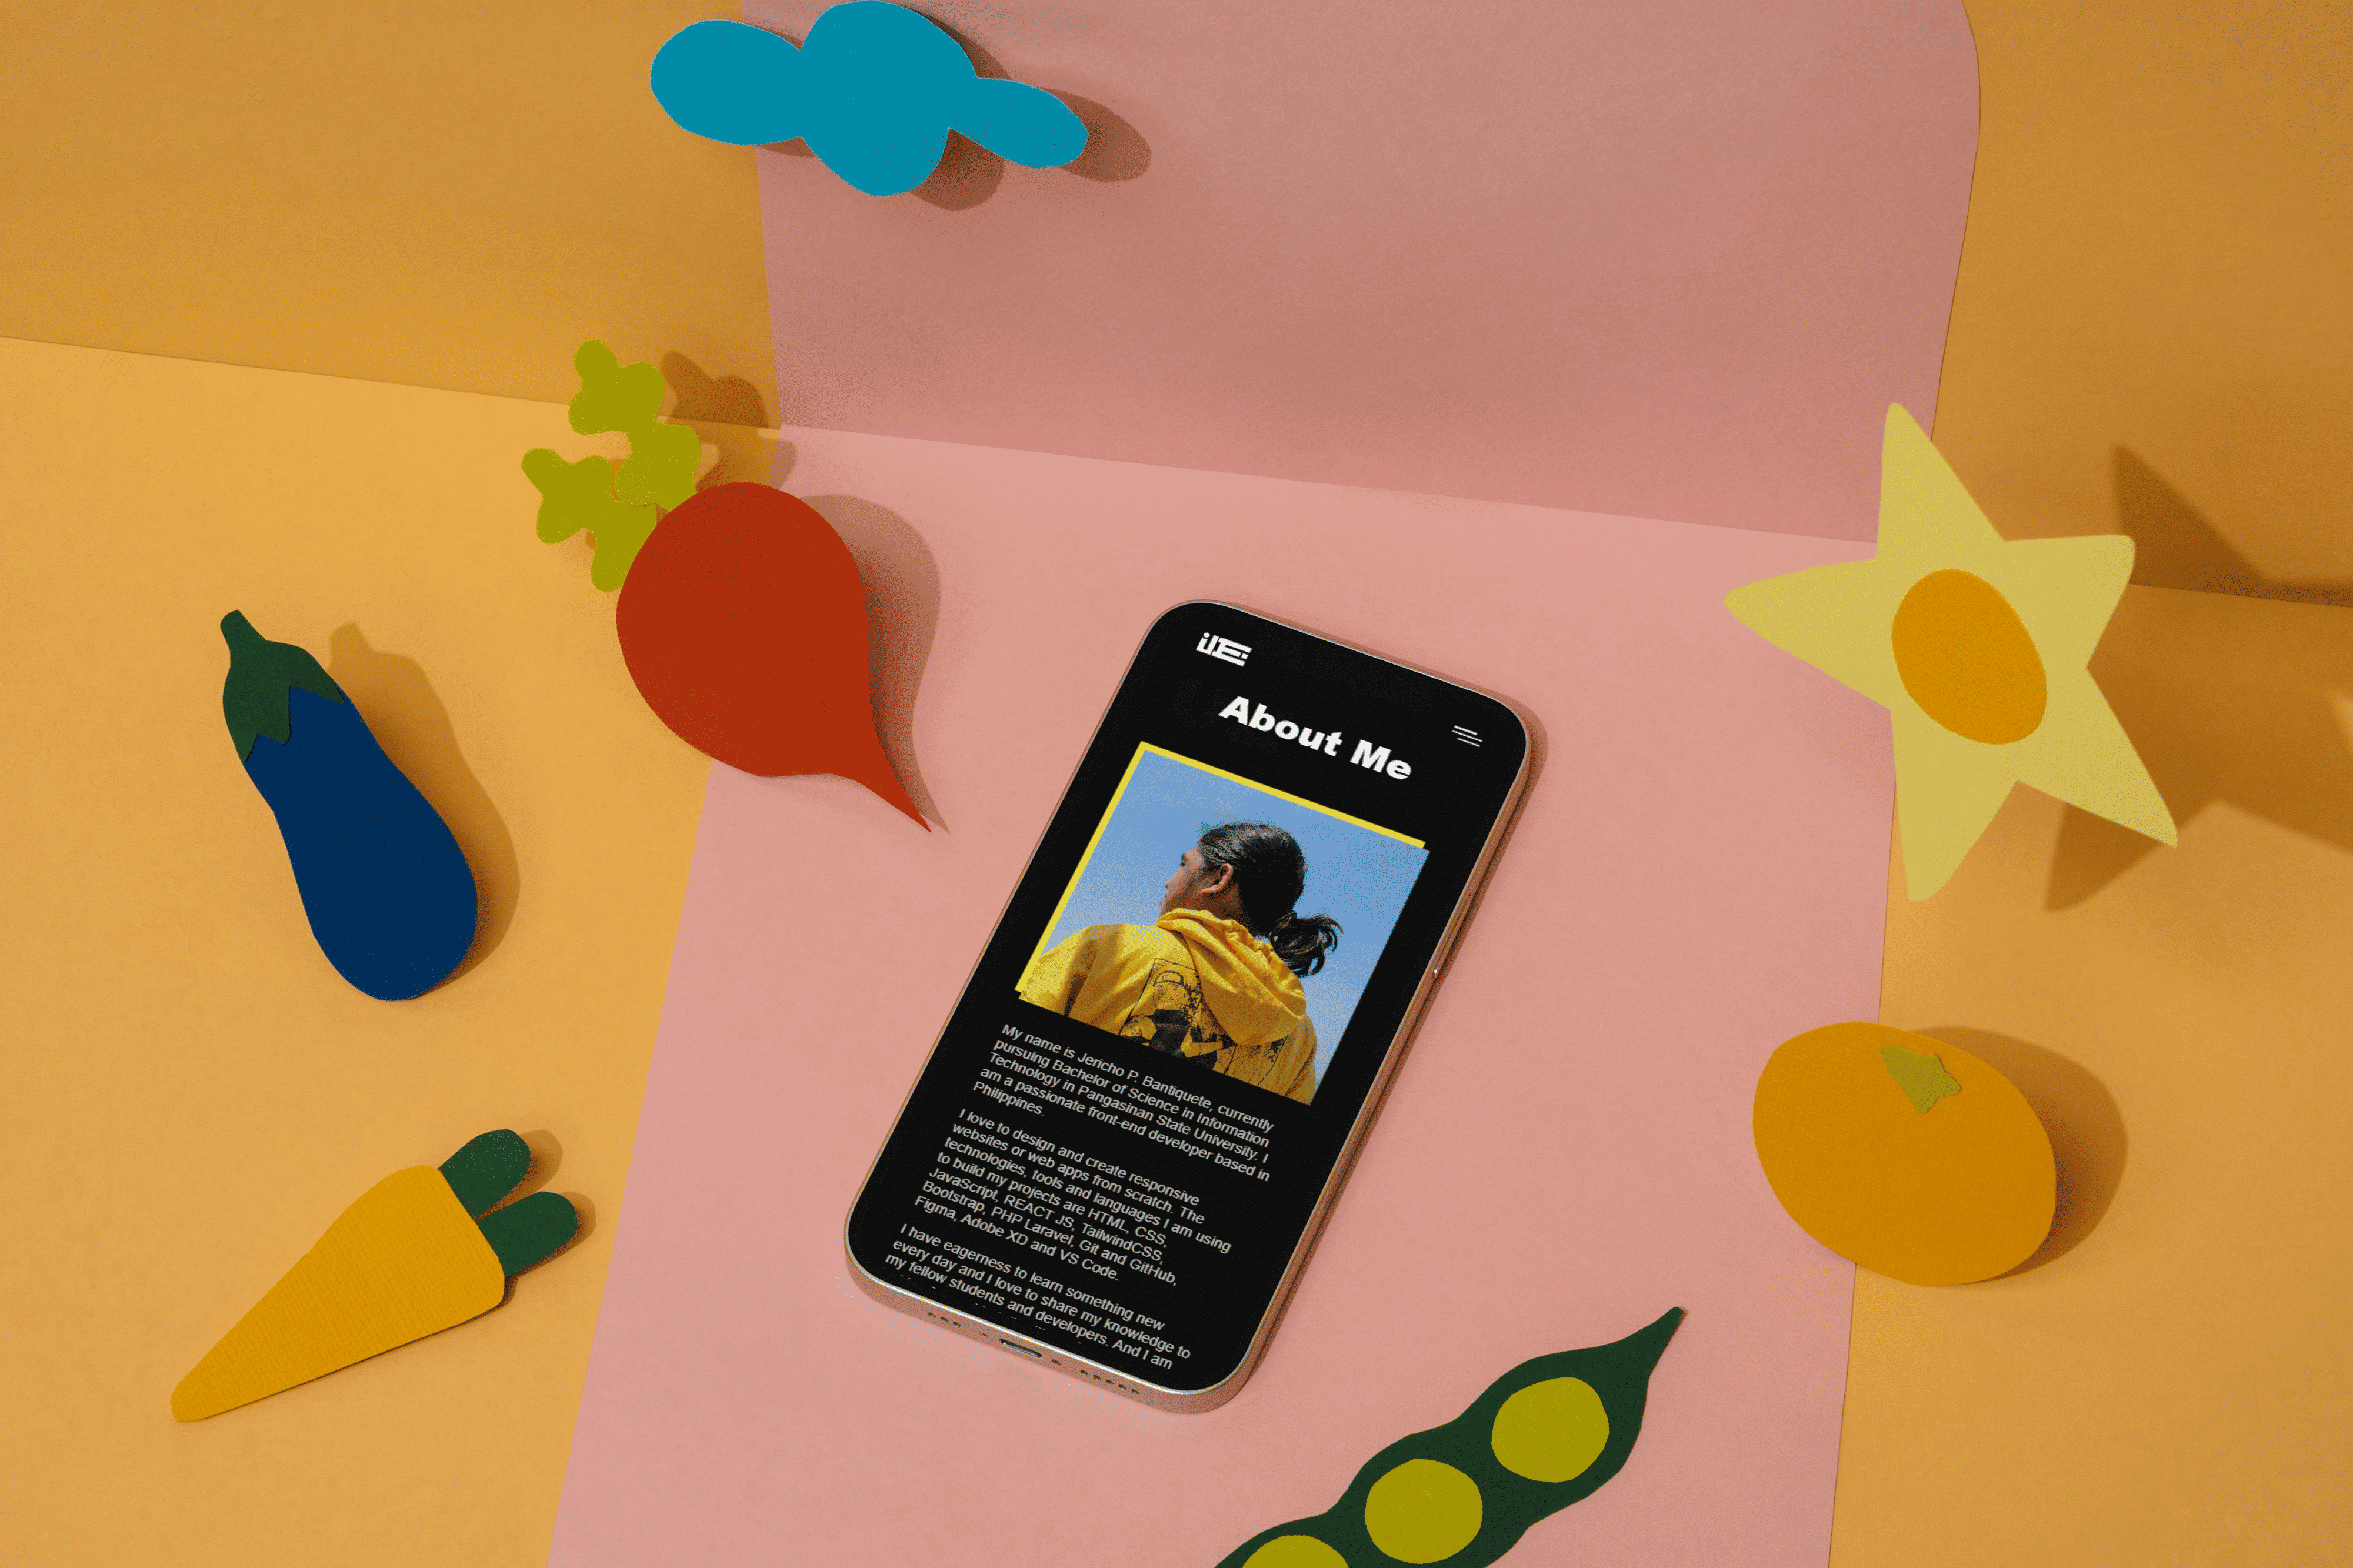 About Me
My name is Jericho P. Bantiquete, currently
pursuing Bachelor of Science in Information
Technology in Pangasinan State University. I
am a passionate front-end developer based in
Philippines.
I love to design and create responsive
websites or web apps from scratch. The
technologies, tools and languages I am using
to build my projects are HTML, CSS,
JavaScript, REACT JS, TailwindCSS,
Bootstrap, PHP Laravel, Git and GitHub,
Figma, Adobe XD and VS Code.
I have eagerness to learn something new
every day and I love to share my knowledge to
my fellow students and developers. And I am